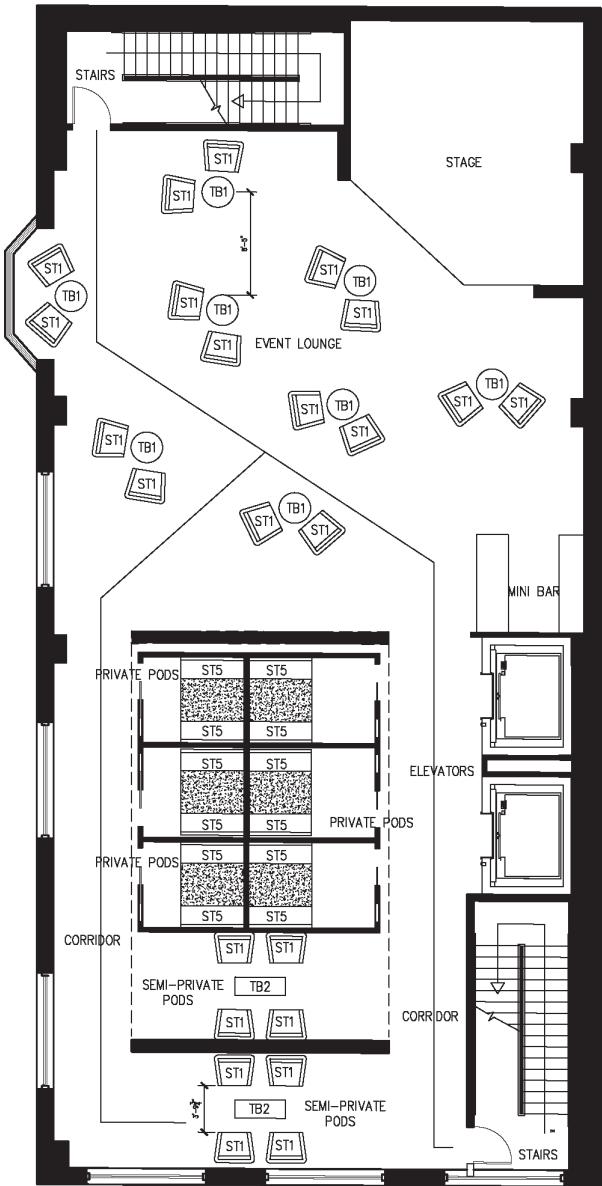 STAIRS
STAGE
ST1
ST1
TB1
ST1
TB1
ST1
ST1
TB1
ST1
ST1
TB1
ST1
EVENT LOUNGE
ST1
TB1
ST1
ST1
TB1
ST1
ST1
TB1
ST1
ST1
TB1
ST1
MINI BAR
PRIVATE PODS
ST5
ST5
ST5
ST5
ST5
ST5
ELEVATORS
ST5
ST5
PRIVATE PODS
PRIVATE PODS
ST5
ST5
ST5
ST5
CORRIDOR
ST1
ST1
SEMI-PRIVATE
PODS
TB2
ST1
ST1
CORRIDOR
ST1
ST1
TB2
SEMI-PRIVATE
PODS
ST1
ST1
STAIRS